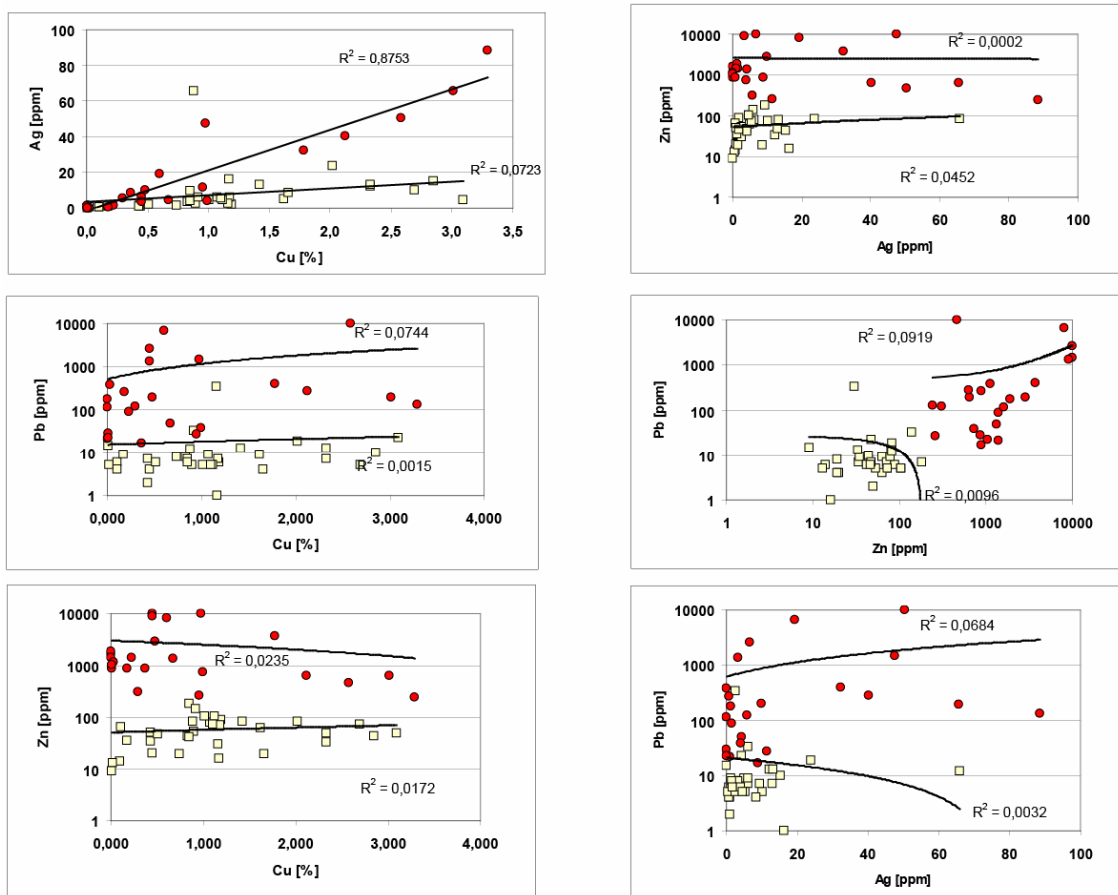 100
80
60
40
20
0
0,0 0,5 1,0 1,5 2,0 2,5 3,0 3,5
Ag [ppm]
Cu [%]
R² = 0,8753
R² = 0,0723
10000
1000
100
10
1
0 20 40 60 80 100
Zn [ppm]
Ag [ppm]
R² = 0,0002
R² = 0,0452
10000
1000
100
10
1
0,000 1,000 2,000 3,000 4,000
Pb [ppm]
Cu [%]
R² = 0,0744
R² = 0,0015
10000
1000
100
10
1
1 10 100 1000 10000
Pb [ppm]
Zn [ppm]
R² = 0,0919
R² = 0,0096
10000
1000
100
10
1
0,000 1,000 2,000 3,000 4,000
Zn [ppm]
Cu [%]
R² = 0,0235
R² = 0,0172
10000
1000
100
10
1
0 20 40 60 80 100
Pb [ppm]
Ag [ppm]
R² = 0,0684
R² = 0,0032